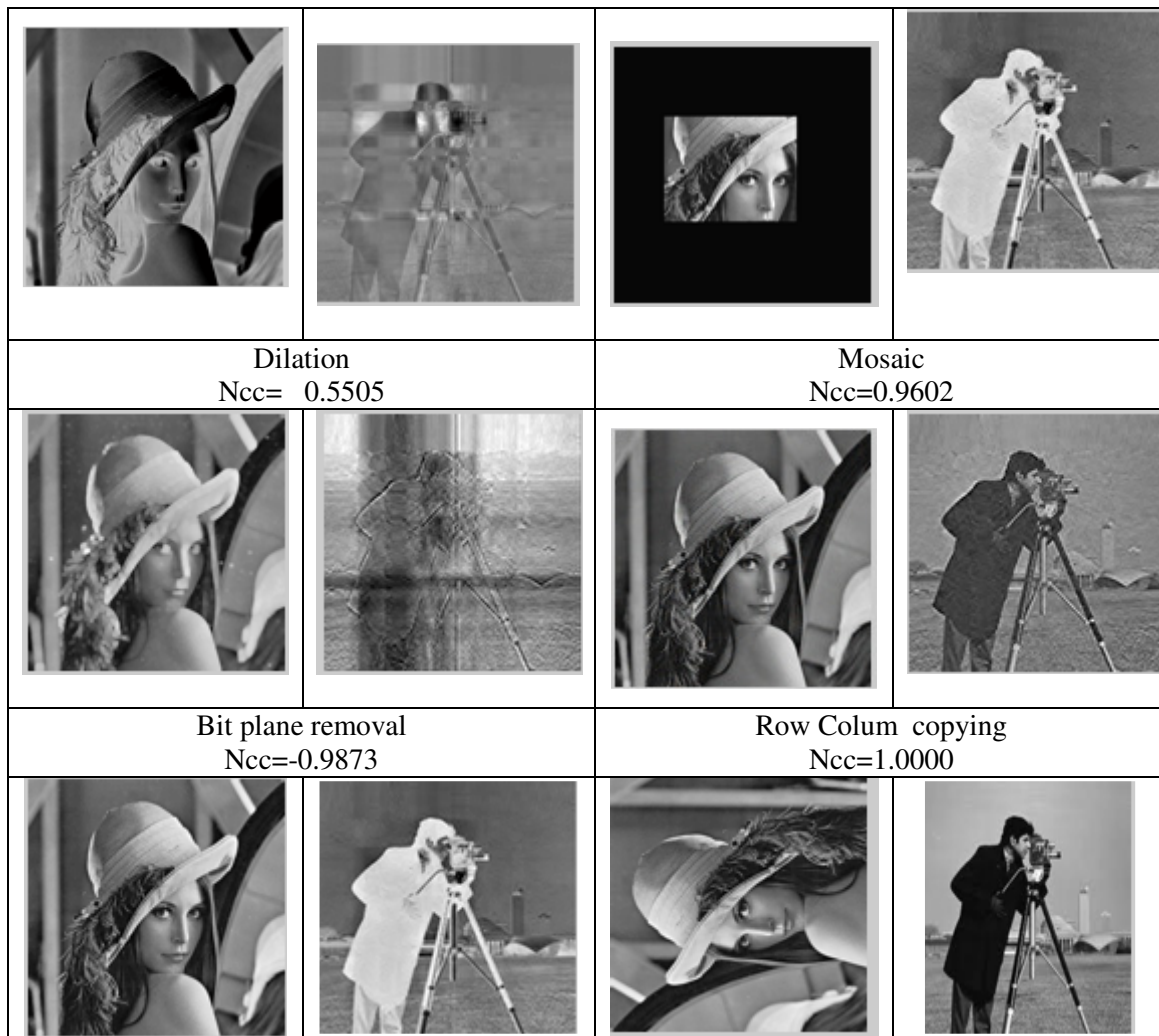 Dilation
Ncc=   0.5505
Mosaic
Ncc=0.9602
Bit plane removal
Ncc=-0.9873
Row Colum  copying
Ncc=1.0000